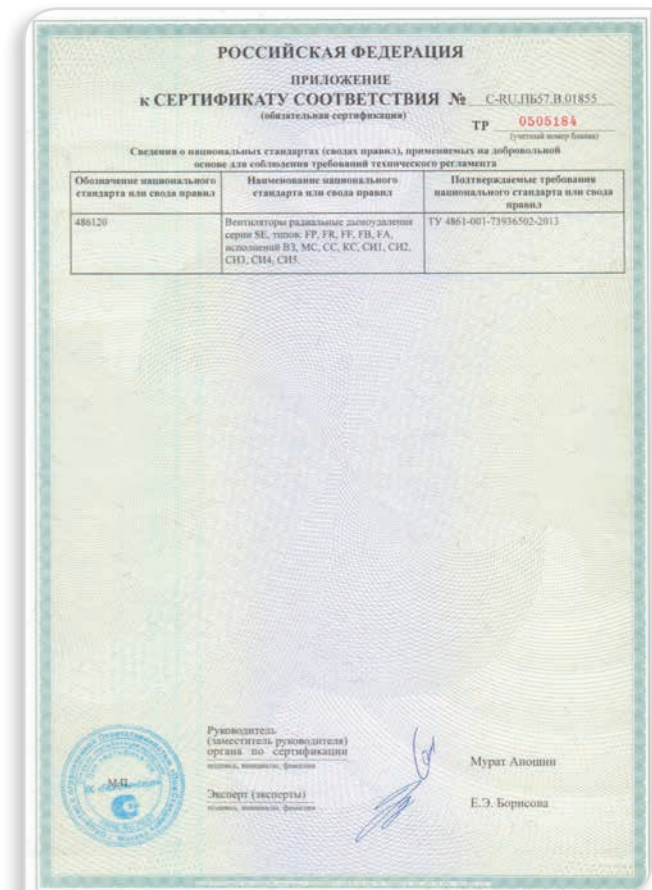 РОССИЙСКАЯ ФЕДЕРАЦИЯ
ПРИЛОЖЕНИЕ
к СЕРТИФИКАТУ СООТВЕТСТВИЯ № C-RU.ПБ57.В.01855
(обязательная сертификация)
ТР 0505184
(учетный номер бланка)
Сведения о национальных стандартах (сводах правил), применяемых на добровольной
основе для соблюдения требований технического регламента
Обозначение национального
стандарта или свода правил
Наименование национального
стандарта или свода правил
Подтверждаемые требования
национального стандарта или свода
правил
486120
Вентиляторы радиальные дымоудаления
серии SE, типов: FP, FR, FF, FB, FA,
исполнений ВЗ, МС, СС, КС, СИ1, СИ2,
СИ3, СИ4, СИ5.
ТУ 4861-001-73936502-2013
Руководитель
(заместитель руководителя)
органа по сертификации
подпись, инициалы, фамилия
Мурат Аношин
М.П.
Эксперт (эксперты)
подпись, инициалы, фамилия
Е.Э. Борисова